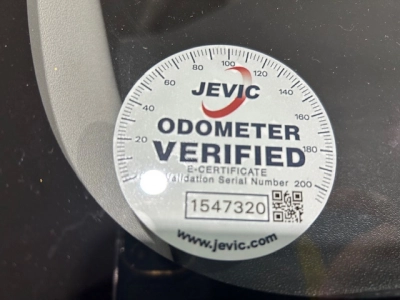 20 40 60 80 100 120 140 160 180 200
JEVIC
ODOMETER
VERIFIED
E-CERTIFICATE
Validation Serial Number
1547320
www.jevic.com